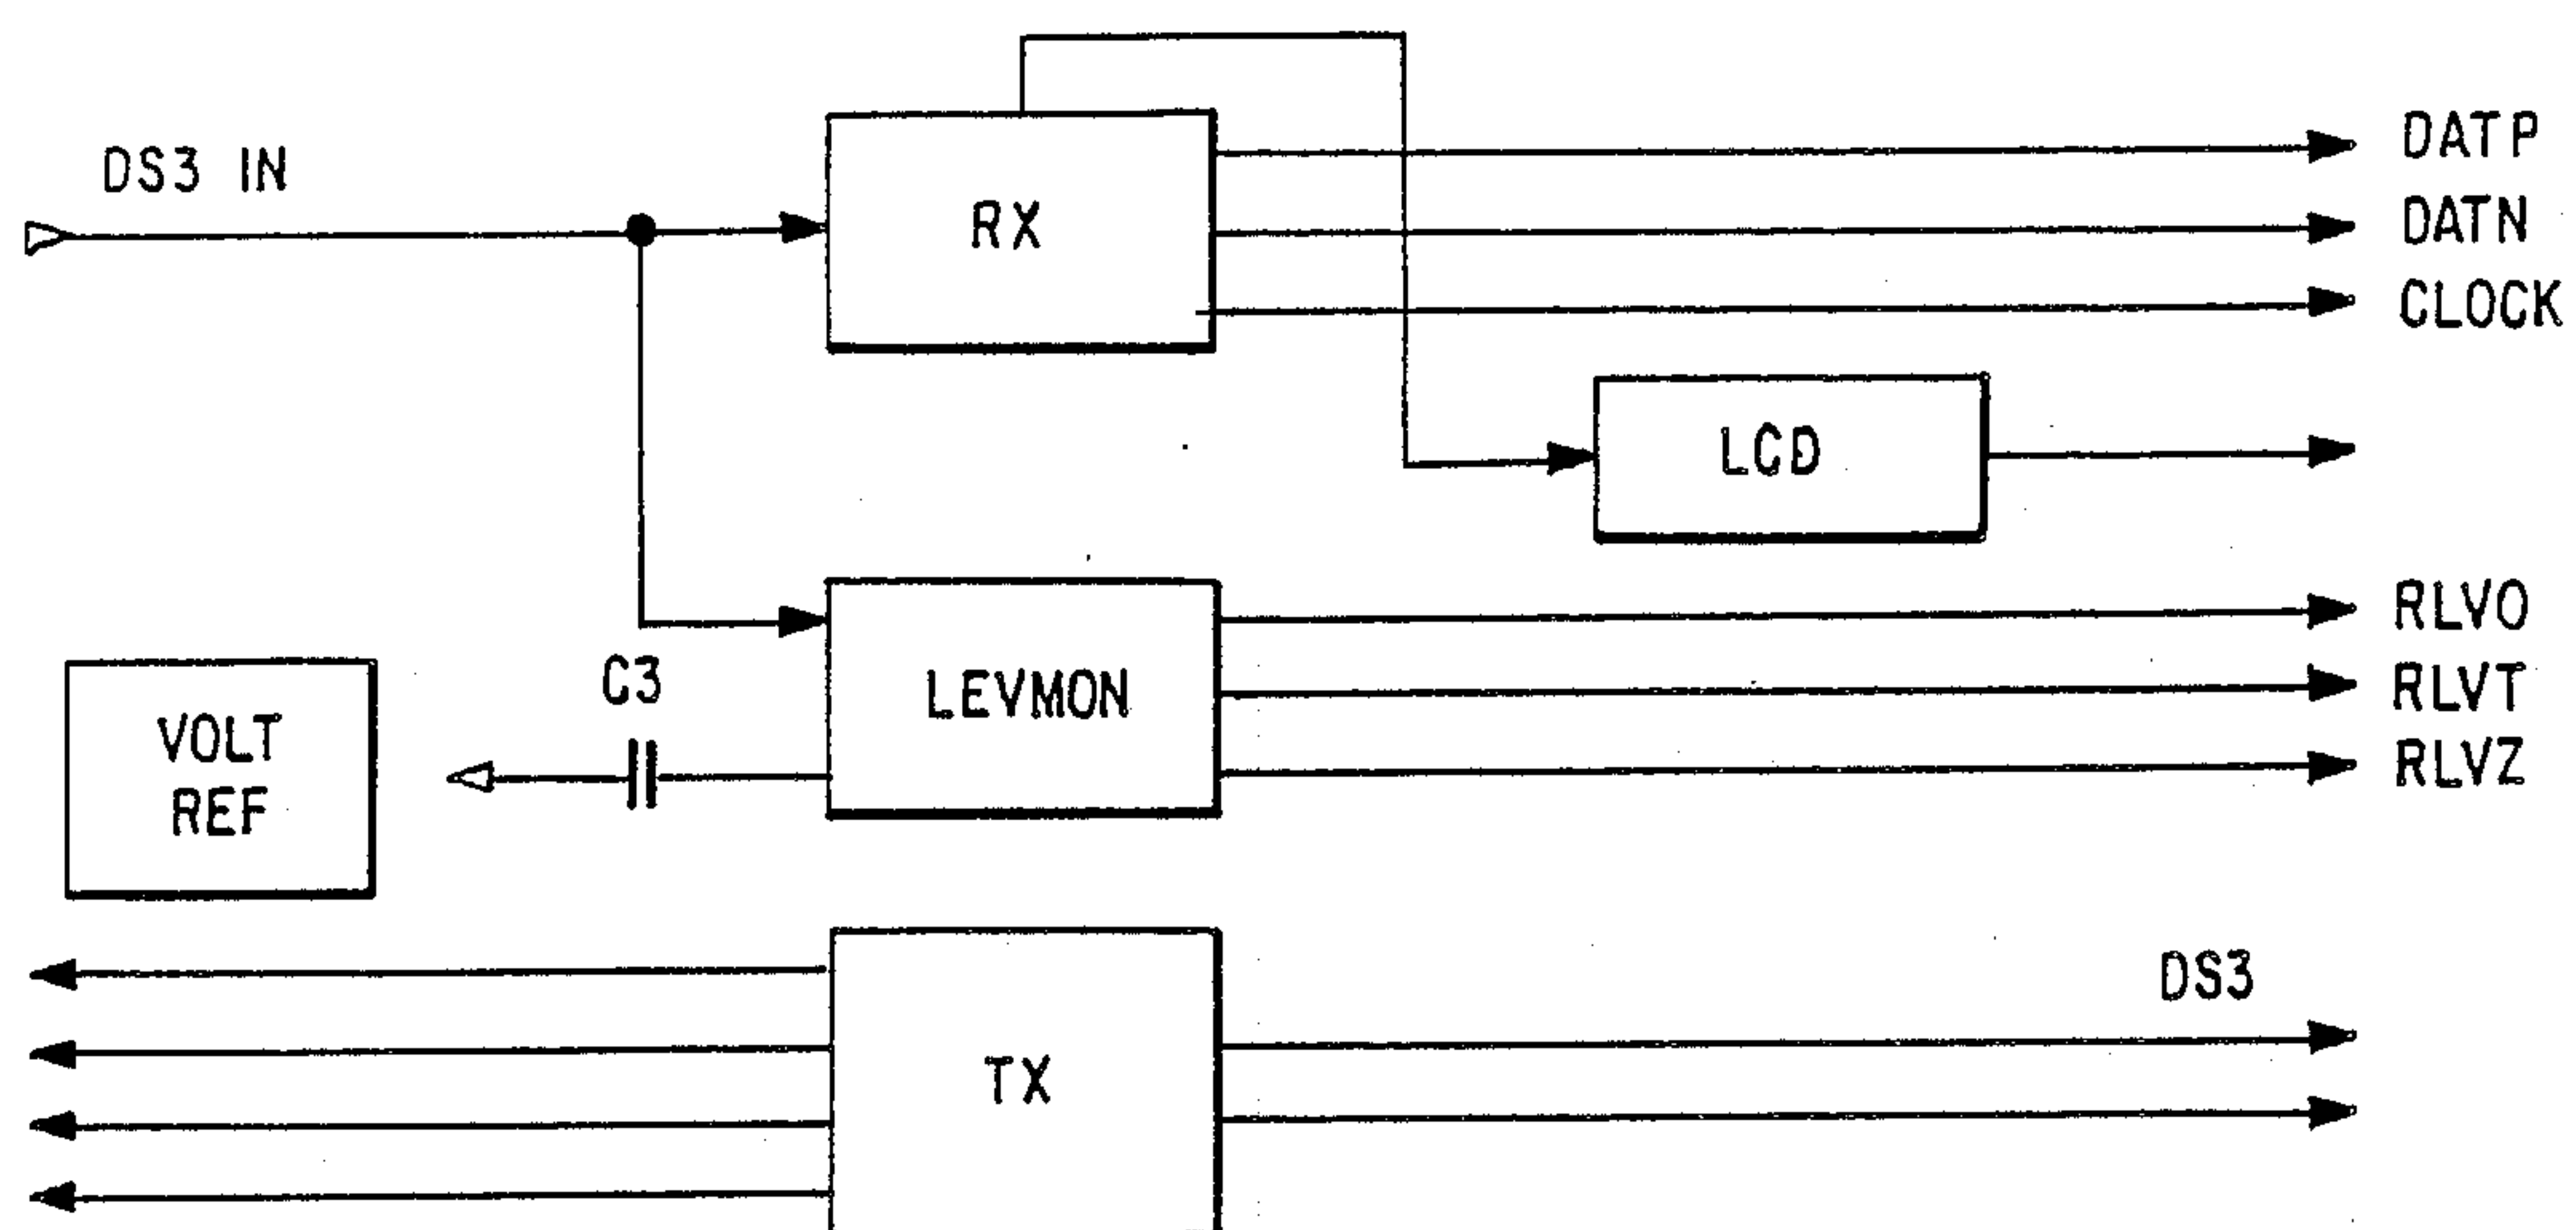 DS3 IN
RX
DATP
DATN
CLOCK
LCD
C3
LEVMON
RLVO
RLVT
RLVZ
VOLT
REF
TX
DS3